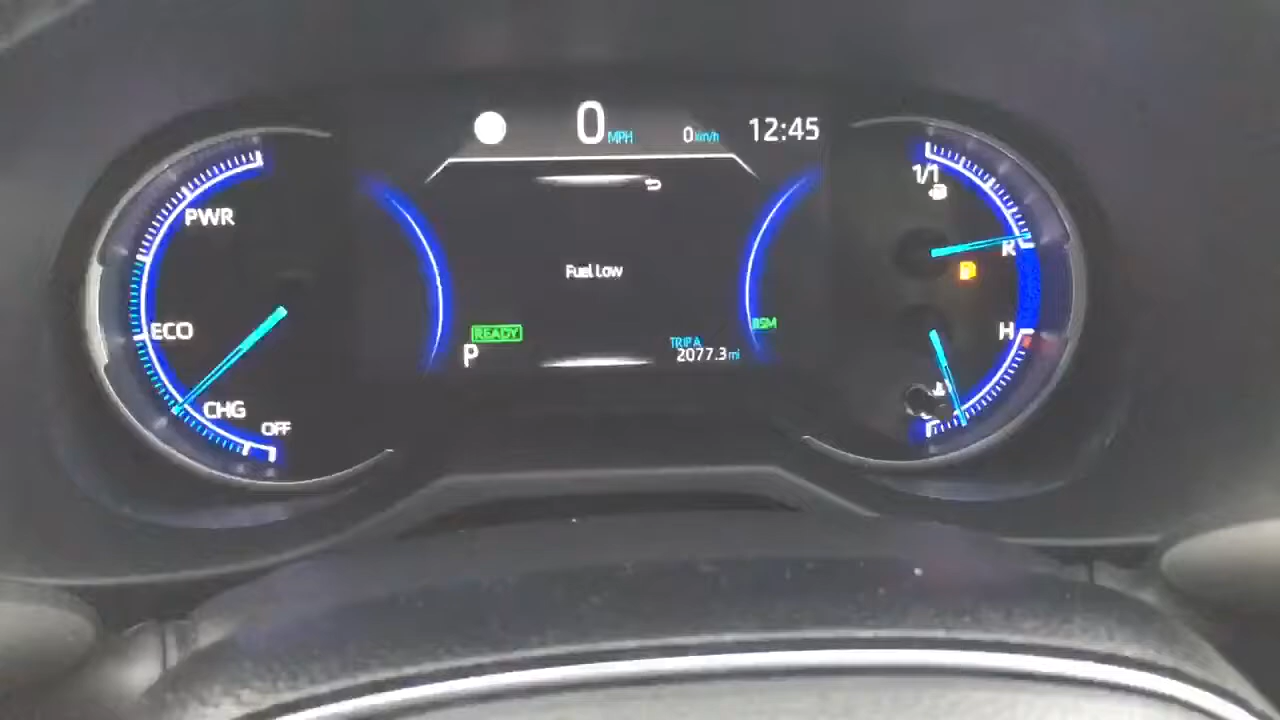 0 MPH
0 km/h
12:45
PWR
ECO
CHG
OFF
Fuel Low
READY
P
TRIP A
2077.3 mi
BSM
1/1
R
H